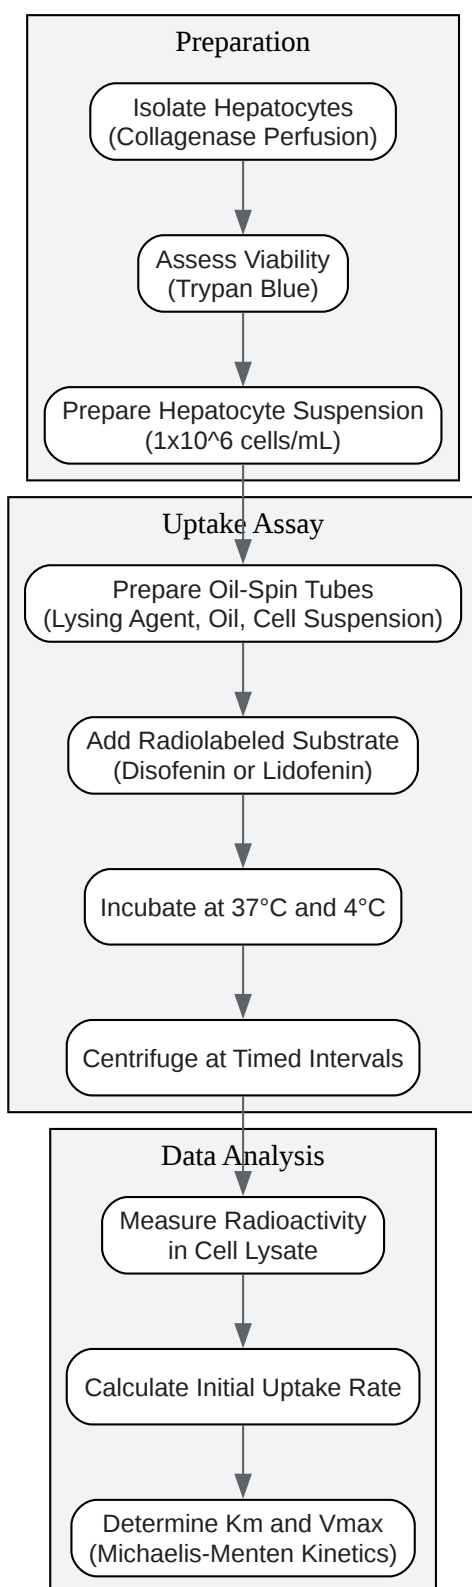 Preparation
Isolate Hepatocytes
(Collagenase Perfusion)
Assess Viability
(Trypan Blue)
Prepare Hepatocyte Suspension
(1x10^6 cells/mL)
Uptake Assay
Prepare Oil-Spin Tubes
(Lysing Agent, Oil, Cell Suspension)
Add Radiolabeled Substrate
(Disofenin or Lidofenin)
Incubate at 37°C and 4°C
Centrifuge at Timed Intervals
Data Analysis
Measure Radioactivity
in Cell Lysate
Calculate Initial Uptake Rate
Determine Km and Vmax
(Michaelis-Menten Kinetics)